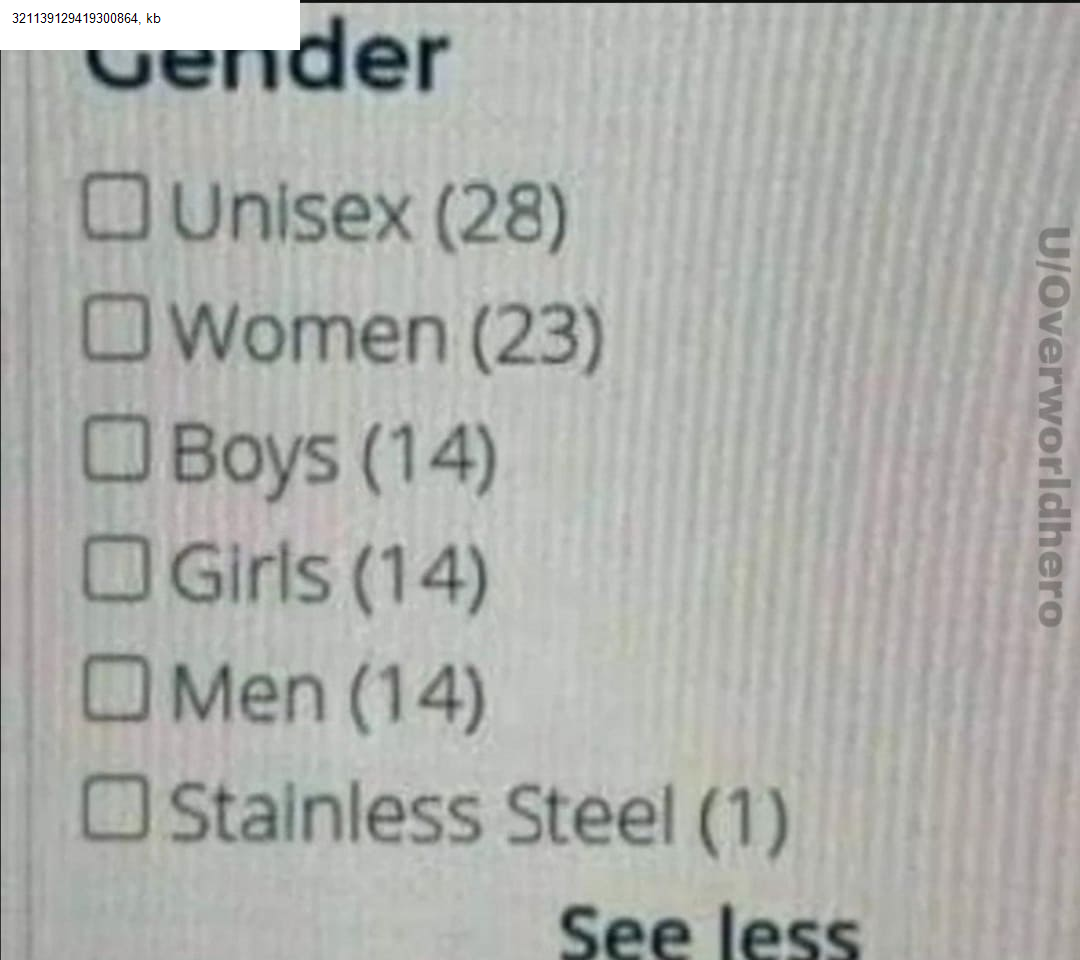 321139129419300864, kb
Gender
Unisex (28)
Women (23)
Boys (14)
Girls (14)
Men (14)
Stainless Steel (1)
See less
U/Overworldhero